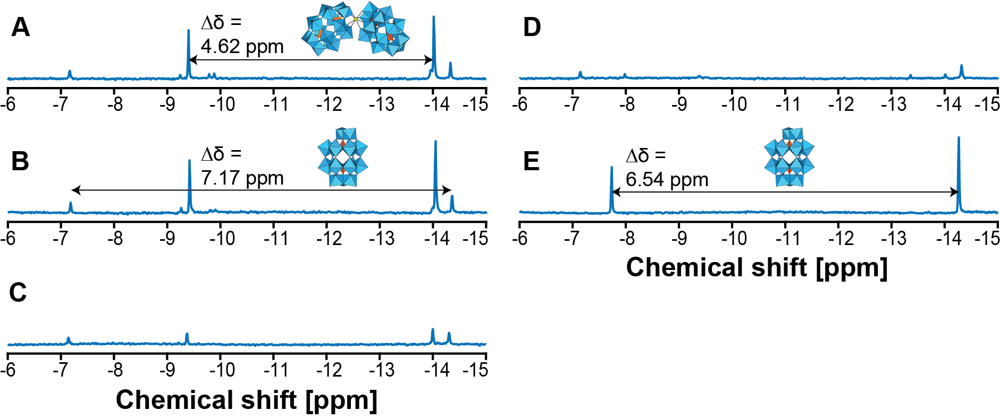 A
Δδ =
4.62 ppm
-6 -7 -8 -9 -10 -11 -12 -13 -14 -15
B
Δδ =
7.17 ppm
-6 -7 -8 -9 -10 -11 -12 -13 -14 -15
C
-6 -7 -8 -9 -10 -11 -12 -13 -14 -15
Chemical shift [ppm]
D
-6 -7 -8 -9 -10 -11 -12 -13 -14 -15
E
Δδ =
6.54 ppm
-6 -7 -8 -9 -10 -11 -12 -13 -14 -15
Chemical shift [ppm]